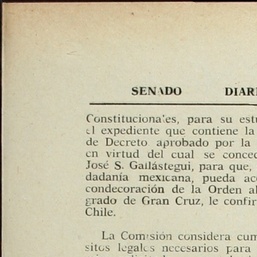 SENADO DIARI
Constitucionales, para su estu
el expediente que contiene la
de Decreto aprobado por la
en virtud del cual se conced
José S. Gallástegui, para que,
dadanía mexicana, pueda ac
condecoración de la Orden al
grado de Gran Cruz, le confir
Chile.
La Comisión considera cum
sitos legales necesarios para